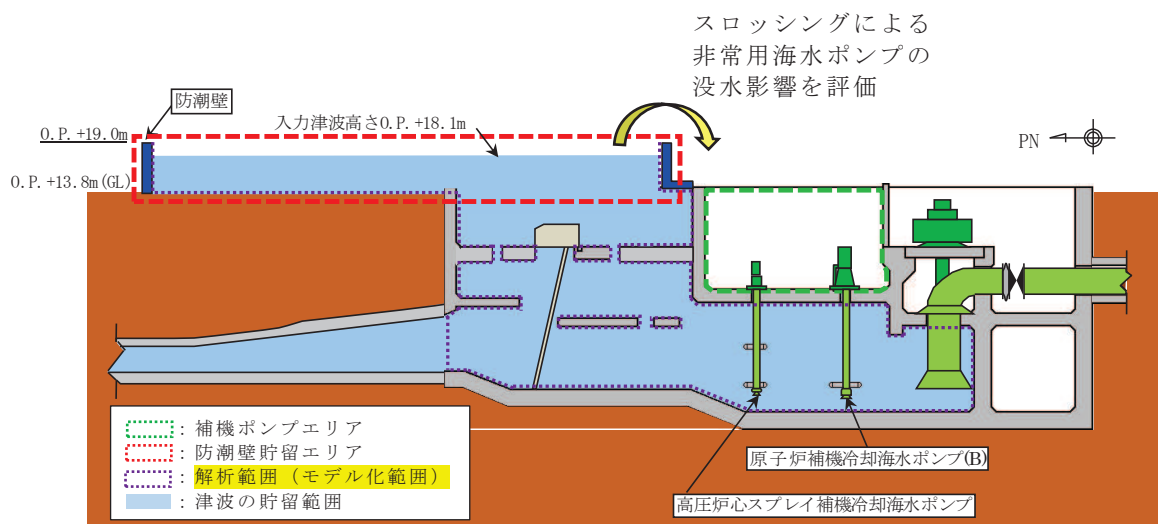 スロッシングによる
非常用海水ポンプの
没水影響を評価
防潮壁
入力津波高さO.P.+18.1m
O.P.+19.0m
PN
O.P.+13.8m(GL)
：補機ポンプエリア
：防潮壁貯留エリア
：解析範囲（モデル化範囲）
：津波の貯留範囲
原子炉補機冷却海水ポンプ(B)
高圧炉心スプレイ補機冷却海水ポンプ